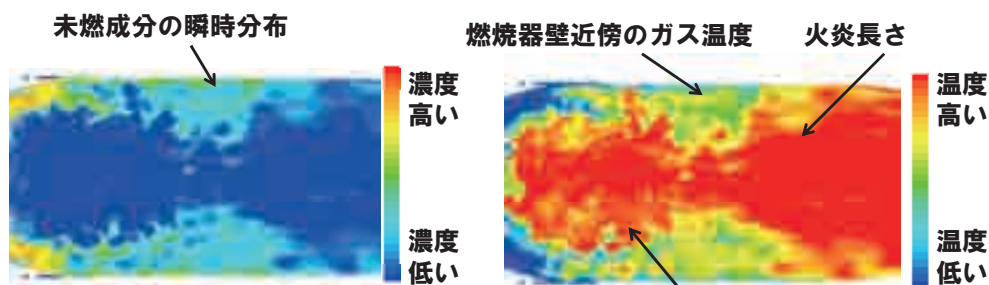 未燃成分の瞬時分布
濃度
高い
濃度
低い
燃焼器壁近傍のガス温度
火炎長さ
温度
高い
温度
低い